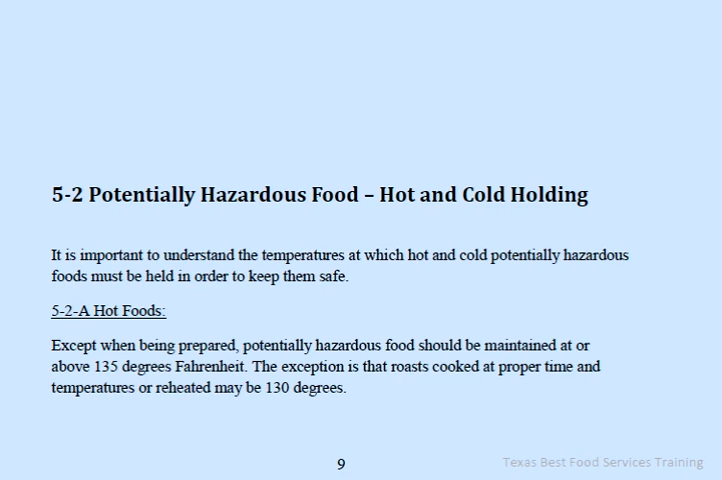 5-2 Potentially Hazardous Food – Hot and Cold Holding
It is important to understand the temperatures at which hot and cold potentially hazardous
foods must be held in order to keep them safe.
5-2-A Hot Foods:
Except when being prepared, potentially hazardous food should be maintained at or
above 135 degrees Fahrenheit. The exception is that roasts cooked at proper time and
temperatures or reheated may be 130 degrees.
9
Texas Best Food Services Training